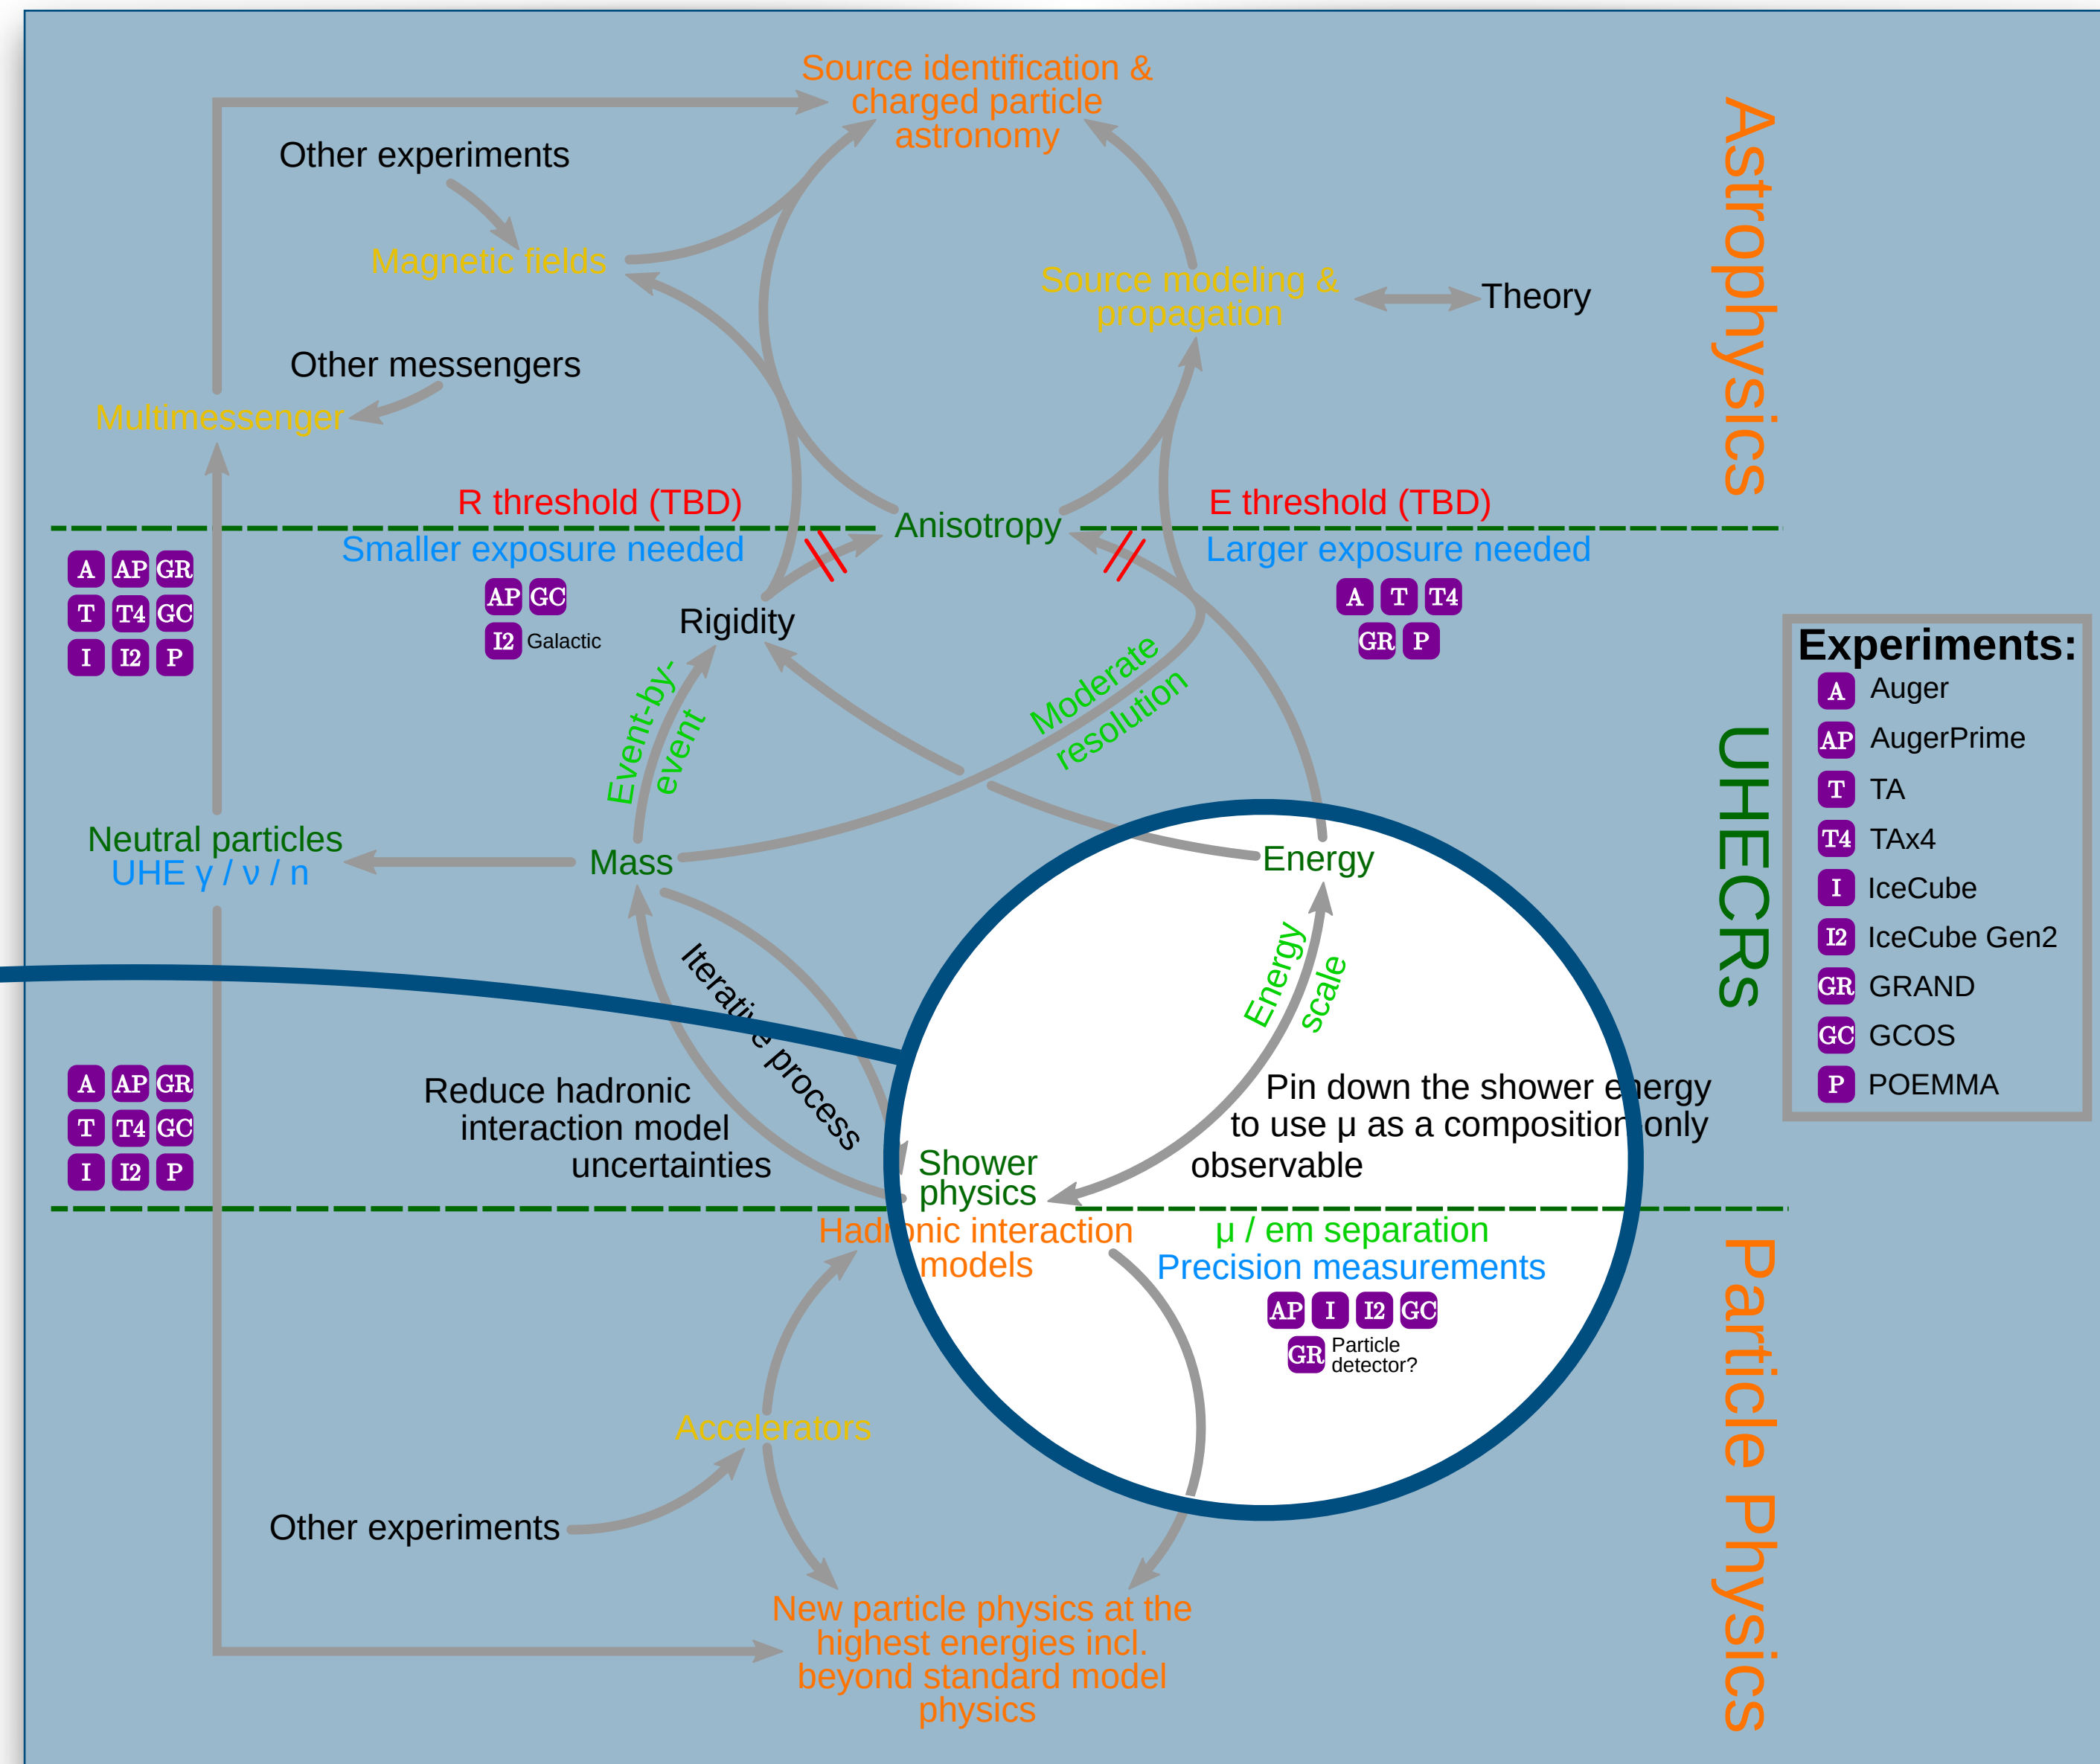 Source identification &
charged particle
astronomy
Other experiments
Magnetic fields
Source modeling &
propagation
Theory
Other messengers
Multimessenger
Astrophysics
R threshold (TBD)
E threshold (TBD)
Anisotropy
Smaller exposure needed
Larger exposure needed
A AP GR
T T4 GC
I I2 P
AP GC
I2 Galactic
A T T4
GR P
Rigidity
Event-by-
event
Moderate
resolution
Neutral particles
UHE γ / ν / n
Mass
Energy
Energy
scale
Iterative process
UHECRs
Experiments:
A Auger
AP AugerPrime
T TA
T4 TAx4
I IceCube
I2 IceCube Gen2
GR GRAND
GC GCOS
P POEMMA
A AP GR
T T4 GC
I I2 P
Reduce hadronic
interaction model
uncertainties
Pin down the shower energy
to use μ as a composition-only
observable
Shower
physics
Hadronic interaction
models
μ / em separation
Precision measurements
AP I I2 GC
GR Particle
detector?
Accelerators
Other experiments
Particle Physics
New particle physics at the
highest energies incl.
beyond standard model
physics